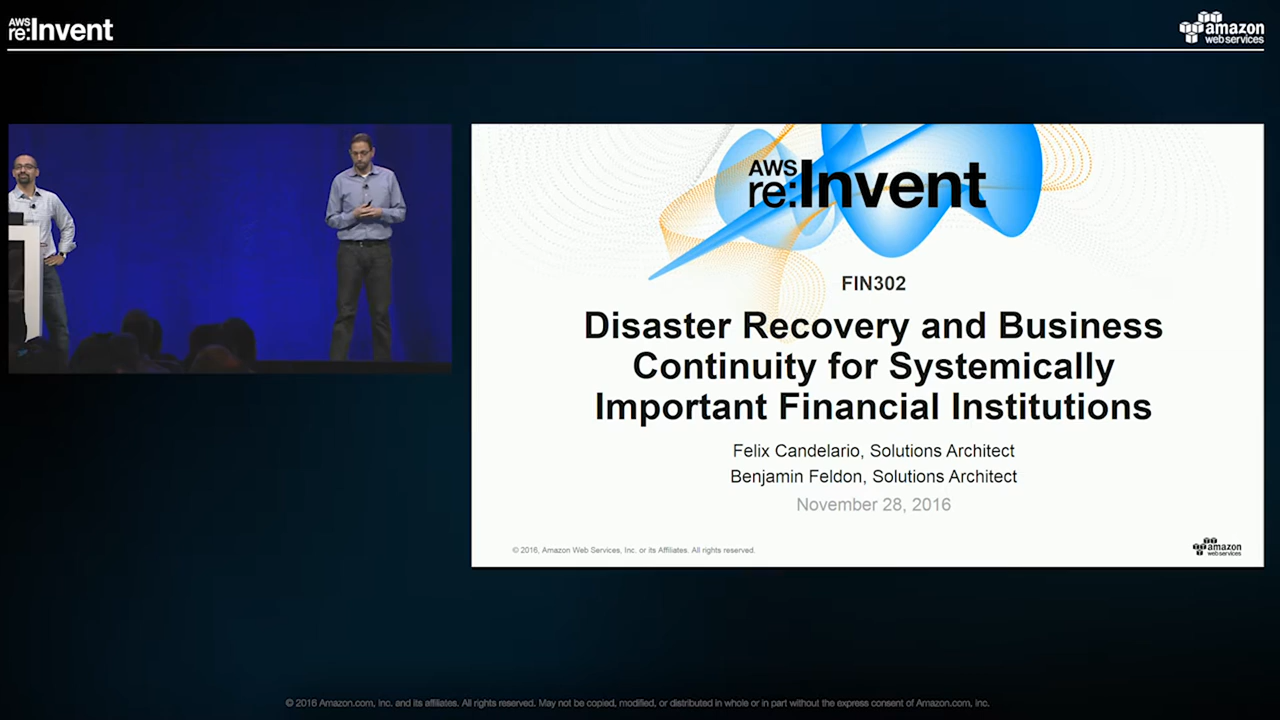 AWS
re:Invent
amazon
web services
AWS
re:Invent
FIN302
Disaster Recovery and Business
Continuity for Systemically
Important Financial Institutions
Felix Candelario, Solutions Architect
Benjamin Feldon, Solutions Architect
November 28, 2016
© 2016, Amazon Web Services, Inc. or its Affiliates. All rights reserved.
amazon
web services
© 2016 Amazon.com, Inc. and its affiliates. All rights reserved. May not be copied, modified, or distributed in whole or in part without the express consent of Amazon.com, Inc.